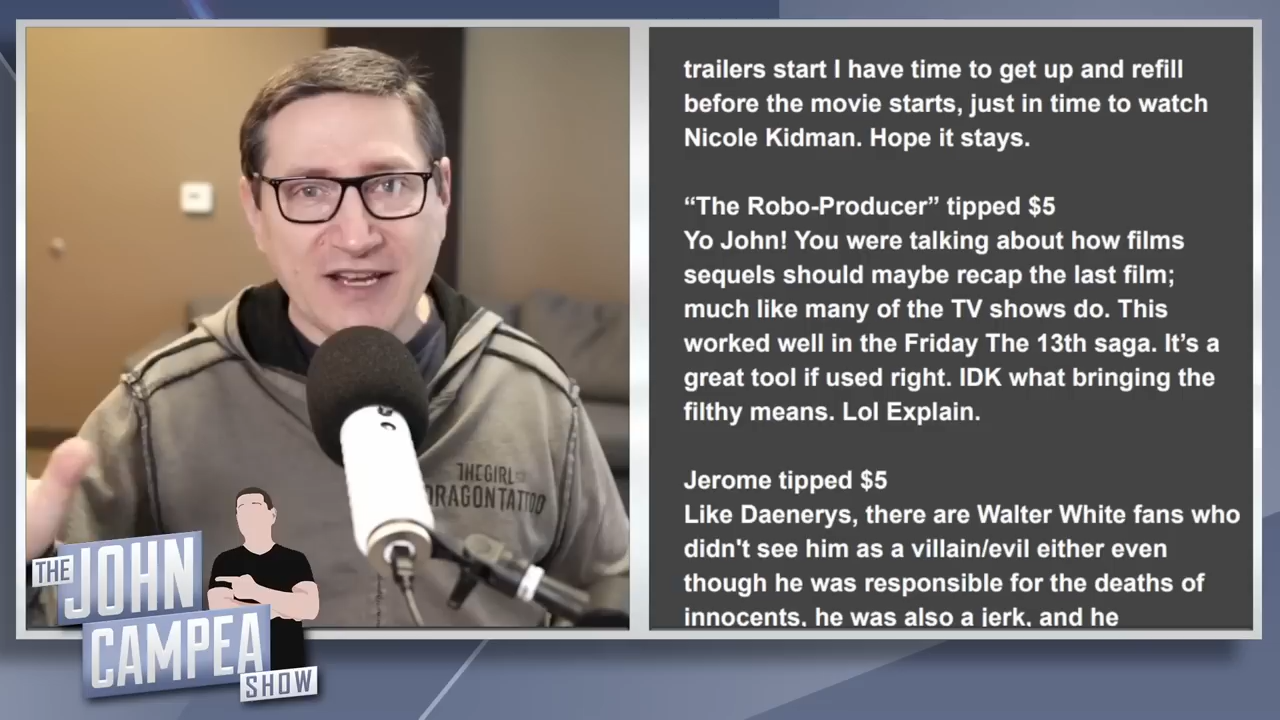 trailers start I have time to get up and refill
before the movie starts, just in time to watch
Nicole Kidman. Hope it stays.
“The Robo-Producer” tipped $5
Yo John! You were talking about how films
sequels should maybe recap the last film;
much like many of the TV shows do. This
worked well in the Friday The 13th saga. It’s a
great tool if used right. IDK what bringing the
filthy means. Lol Explain.
Jerome tipped $5
Like Daenerys, there are Walter White fans who
didn't see him as a villain/evil either even
though he was responsible for the deaths of
innocents, he was also a jerk, and he
THE GIRL
DRAGON TATTOO
THE
JOHN
CAMPEA
SHOW